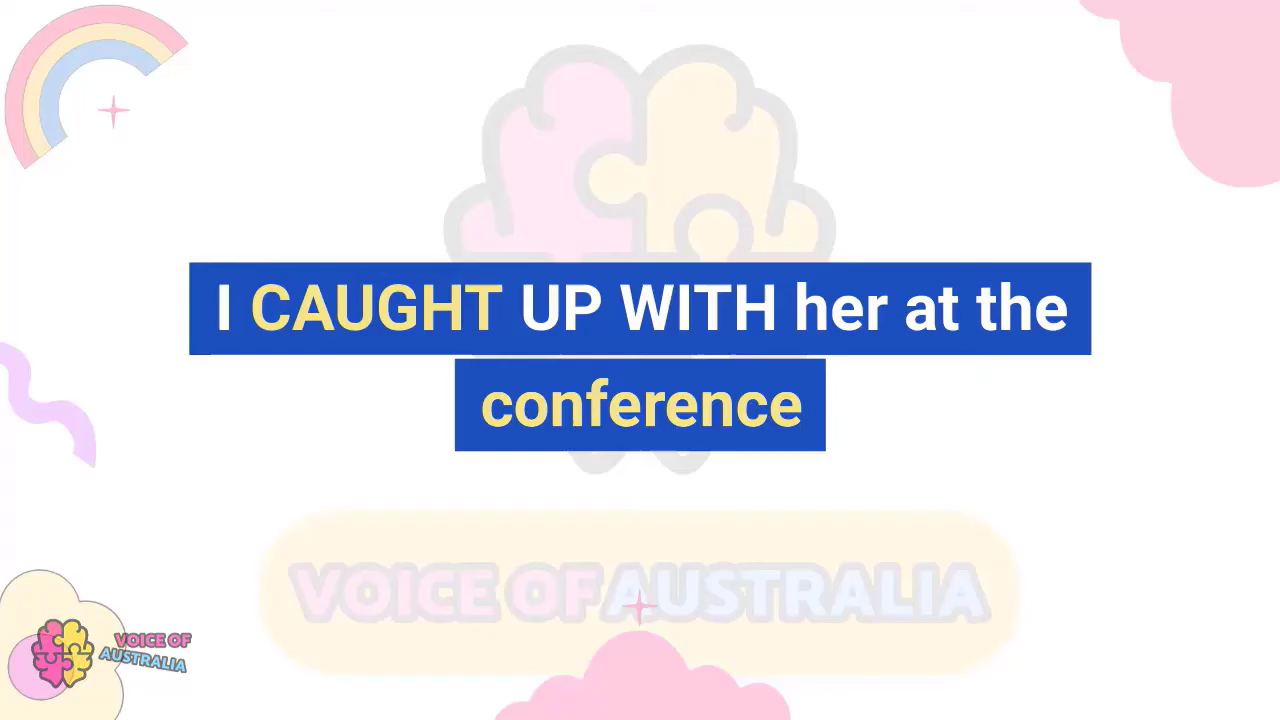 I CAUGHT UP WITH her at the
conference
VOICE OF AUSTRALIA
VOICE OF
AUSTRALIA